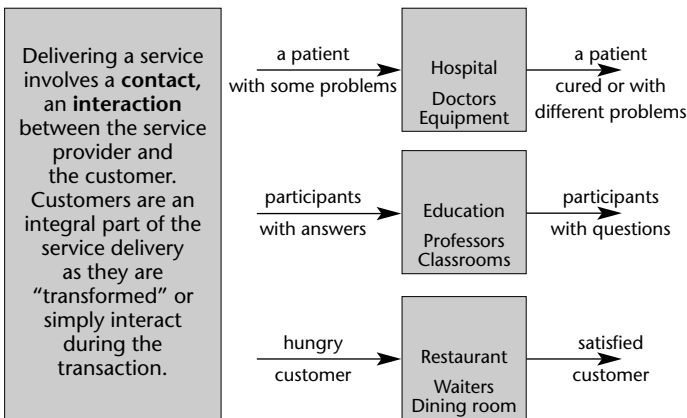 Delivering a service
involves a contact,
an interaction
between the service
provider and
the customer.
Customers are an
integral part of the
service delivery
as they are
“transformed” or
simply interact
during the
transaction.
a patient
with some problems
Hospital
Doctors
Equipment
a patient
cured or with
different problems
participants
with answers
Education
Professors
Classrooms
participants
with questions
hungry
customer
Restaurant
Waiters
Dining room
satisfied
customer